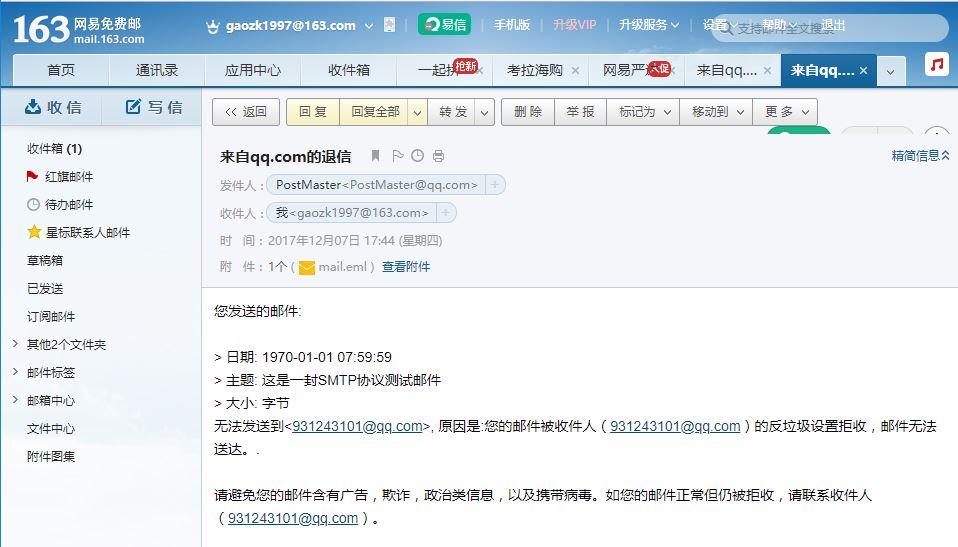 163 网易免费邮
mail.163.com
gaozk1997@163.com
易信
手机版
升级VIP
升级服务
设置
帮助
退出
支持邮件全文搜索
首页
通讯录
应用中心
收件箱
一起
抢新
考拉海购
网易严
大促
来自qq....
来自qq....
收信
写信
<< 返回
回复
回复全部
转发
删除
举报
标记为
移动到
更多
收件箱 (1)
红旗邮件
待办邮件
星标联系人邮件
草稿箱
已发送
订阅邮件
其他2个文件夹
邮件标签
邮箱中心
文件中心
附件图集
来自qq.com的退信
精简信息
发件人：PostMaster<PostMaster@qq.com> +
收件人：我<gaozk1997@163.com> +
时 间：2017年12月07日 17:44 (星期四)
附 件：1个 ( mail.eml ) 查看附件
您发送的邮件:
> 日期: 1970-01-01 07:59:59
> 主题: 这是一封SMTP协议测试邮件
> 大小: 字节
无法发送到<931243101@qq.com>, 原因是:您的邮件被收件人（931243101@qq.com）的反垃圾设置拒收，邮件无法
送达。.
请避免您的邮件含有广告，欺诈，政治类信息，以及携带病毒。如您的邮件正常但仍被拒收，请联系收件人
（931243101@qq.com）。